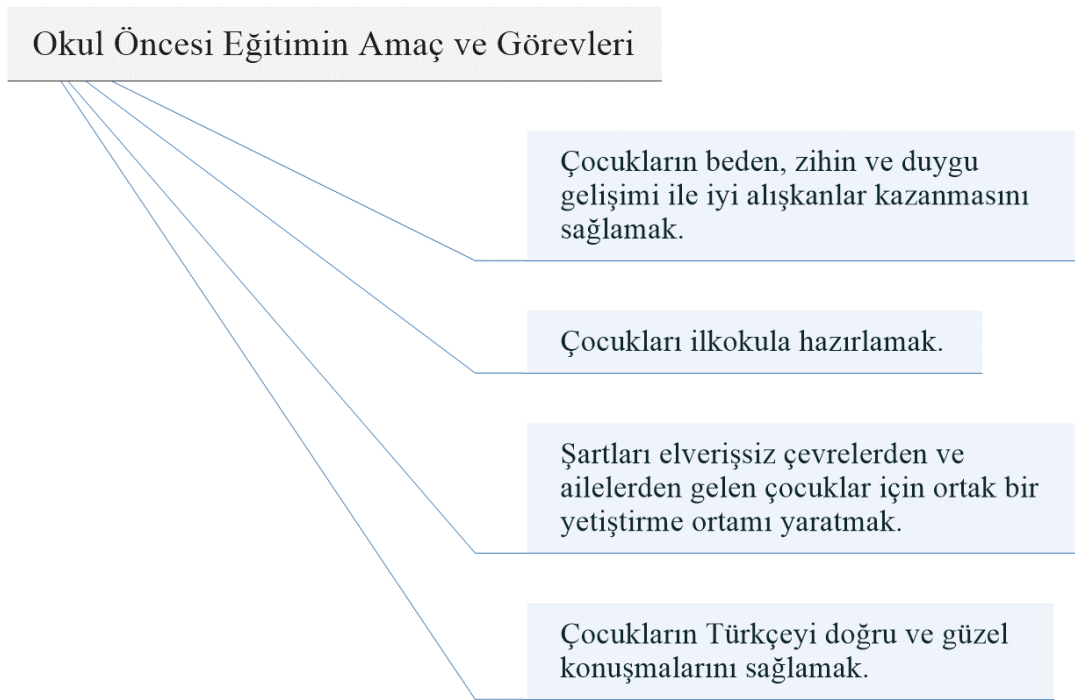 Okul Öncesi Eğitimin Amaç ve Görevleri
Çocukların beden, zihin ve duygu
gelişimi ile iyi alışkanlar kazanmasını
sağlamak.
Çocukları ilkokula hazırlamak.
Şartları elverişsiz çevrelerden ve
ailelerden gelen çocuklar için ortak bir
yetiştirme ortamı yaratmak.
Çocukların Türkçeyi doğru ve güzel
konuşmalarını sağlamak.